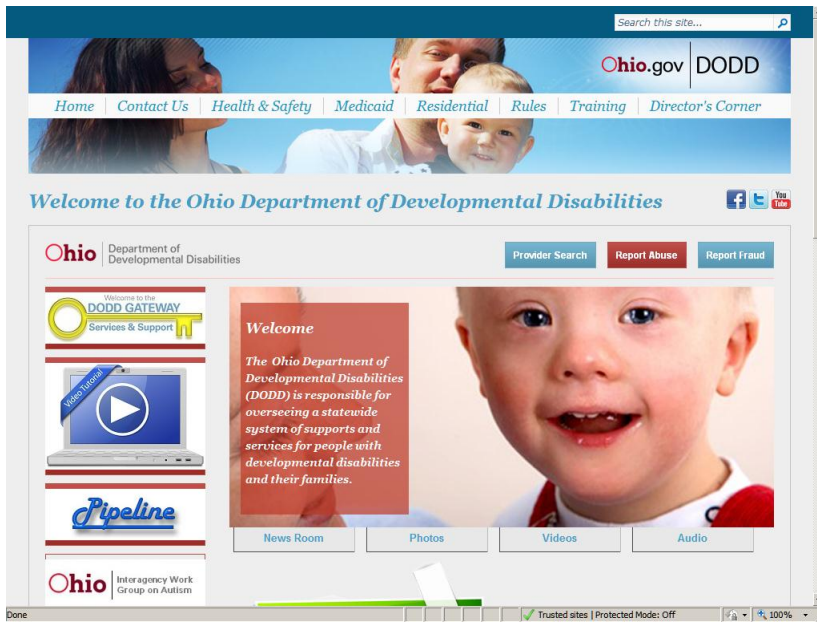 Search this site...
Ohio.gov DODD
Home Contact Us Health & Safety Medicaid Residential Rules Training Director's Corner
Welcome to the Ohio Department of Developmental Disabilities
f t You Tube
Ohio Department of
Developmental Disabilities
Provider Search Report Abuse Report Fraud
Welcome to the
DODD GATEWAY
Services & Support
Video Tutorial
Pipeline
Ohio Interagency Work
Group on Autism
Welcome
The Ohio Department of
Developmental Disabilities
(DODD) is responsible for
overseeing a statewide
system of supports and
services for people with
developmental disabilities
and their families.
News Room Photos Videos Audio
Done Trusted sites | Protected Mode: Off 100%